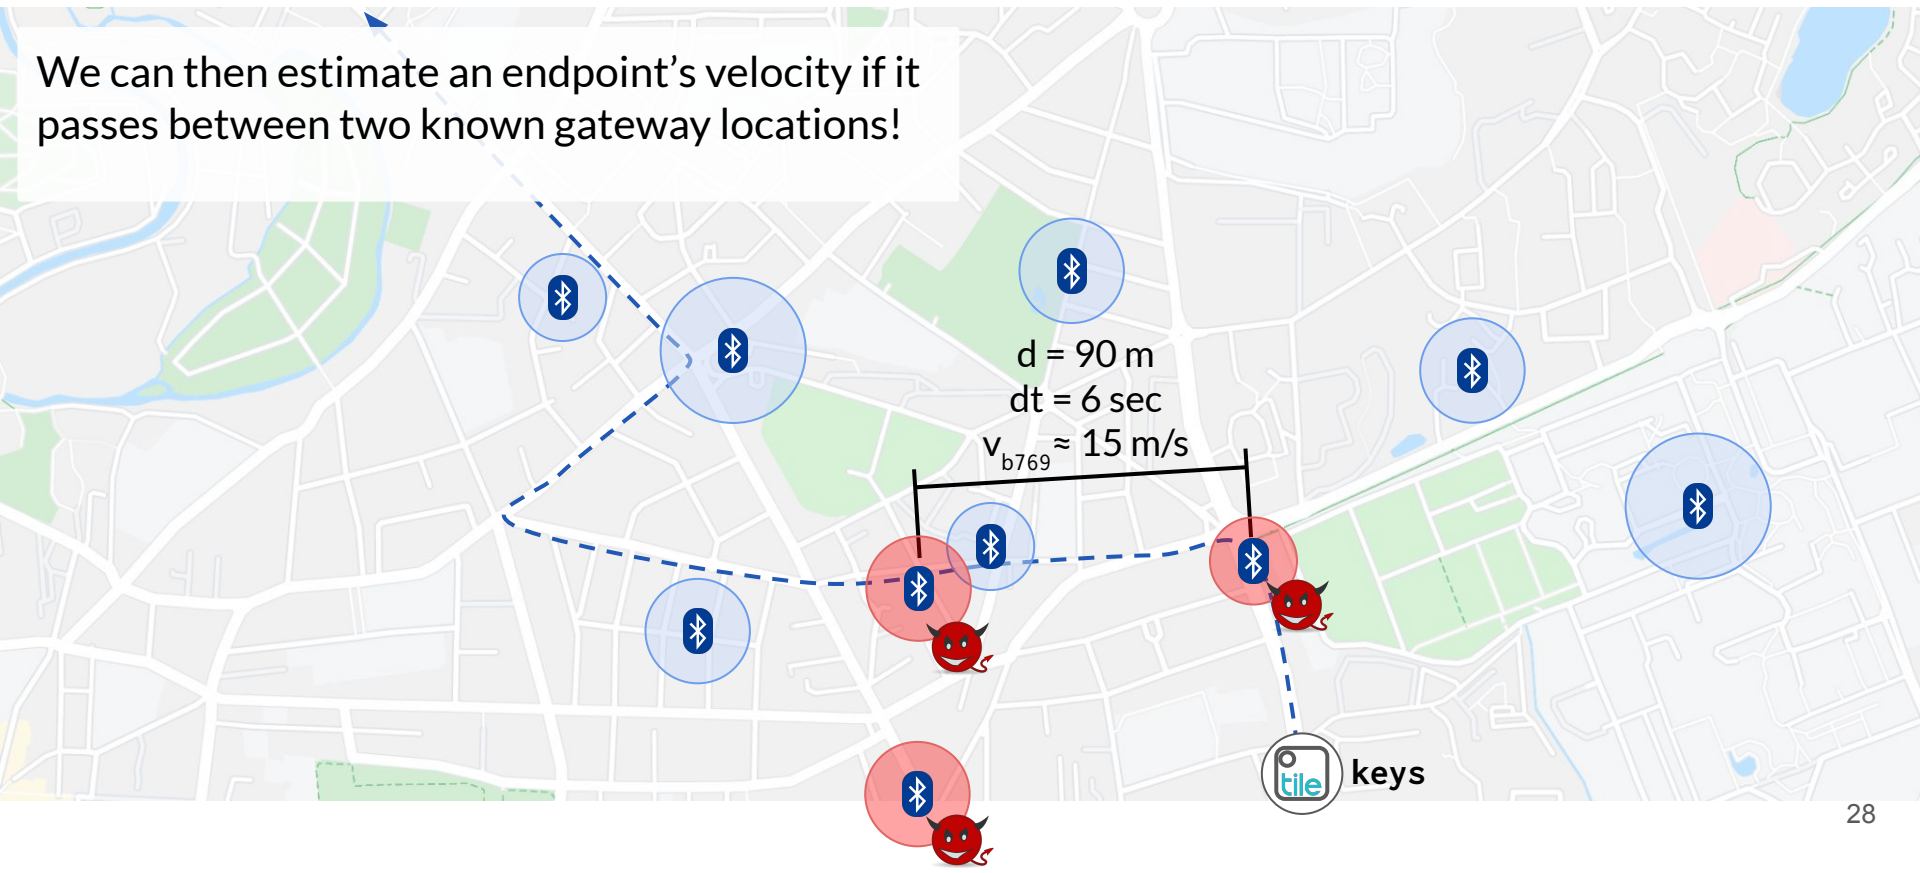 We can then estimate an endpoint’s velocity if it
passes between two known gateway locations!
d = 90 m
dt = 6 sec
v_b769 ≈ 15 m/s
tile
keys
28